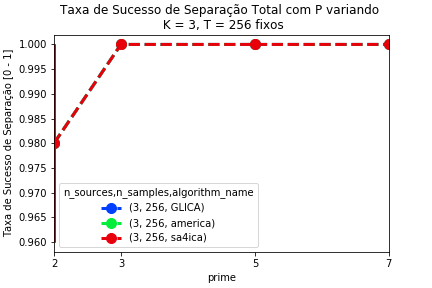 Taxa de Sucesso de Separação Total com P variando
K = 3, T = 256 fixos
Taxa de Sucesso de Separação [0 - 1]
1.000
0.995
0.990
0.985
0.980
0.975
0.970
0.965
0.960
n_sources,n_samples,algorithm_name
(3, 256, GLICA)
(3, 256, america)
(3, 256, sa4ica)
2
3
5
7
prime